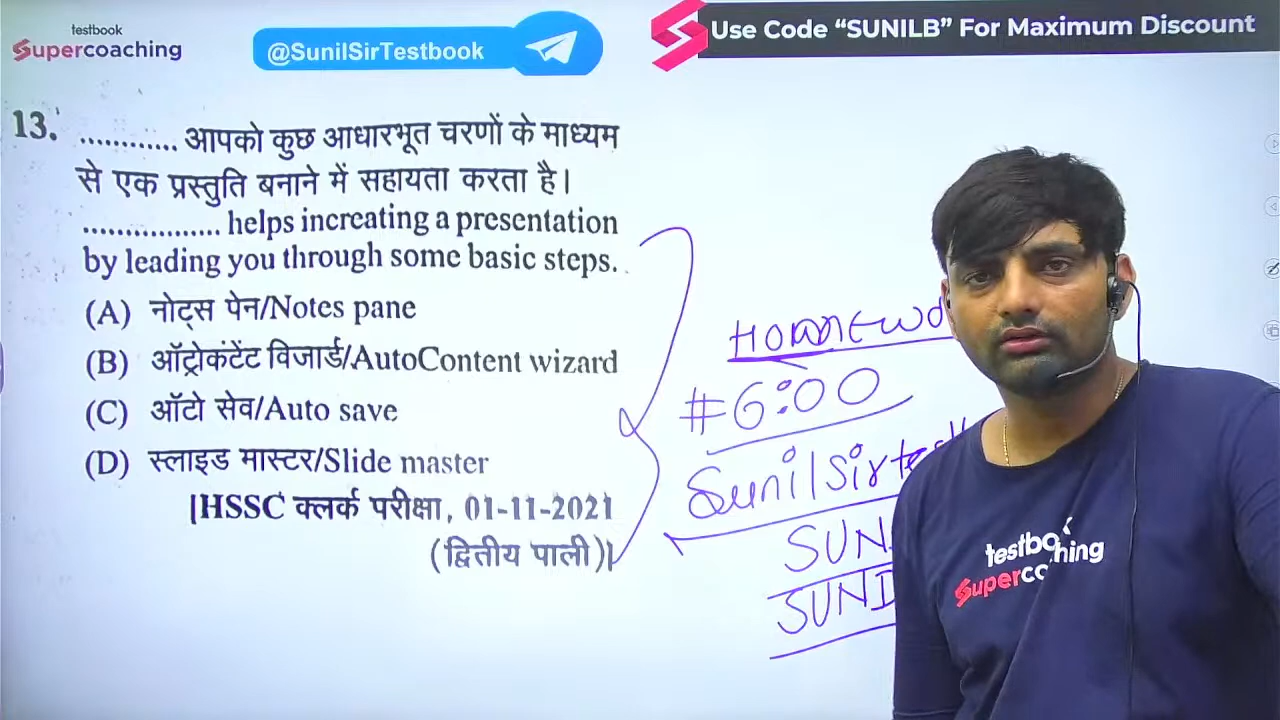 testbook
Supercoaching
@SunilSirTestbook
Use Code “SUNILB” For Maximum Discount
13. ............ आपको कुछ आधारभूत चरणों के माध्यम
से एक प्रस्तुति बनाने में सहायता करता है।
................. helps increating a presentation
by leading you through some basic steps.
(A) नोट्स पेन/Notes pane
(B) ऑट्रोकंटेंट विजार्ड/AutoContent wizard
(C) ऑटो सेव/Auto save
(D) स्लाइड मास्टर/Slide master
[HSSC क्लर्क परीक्षा, 01-11-2021
(द्वितीय पाली)]
#6:00
testbook
Supercoaching